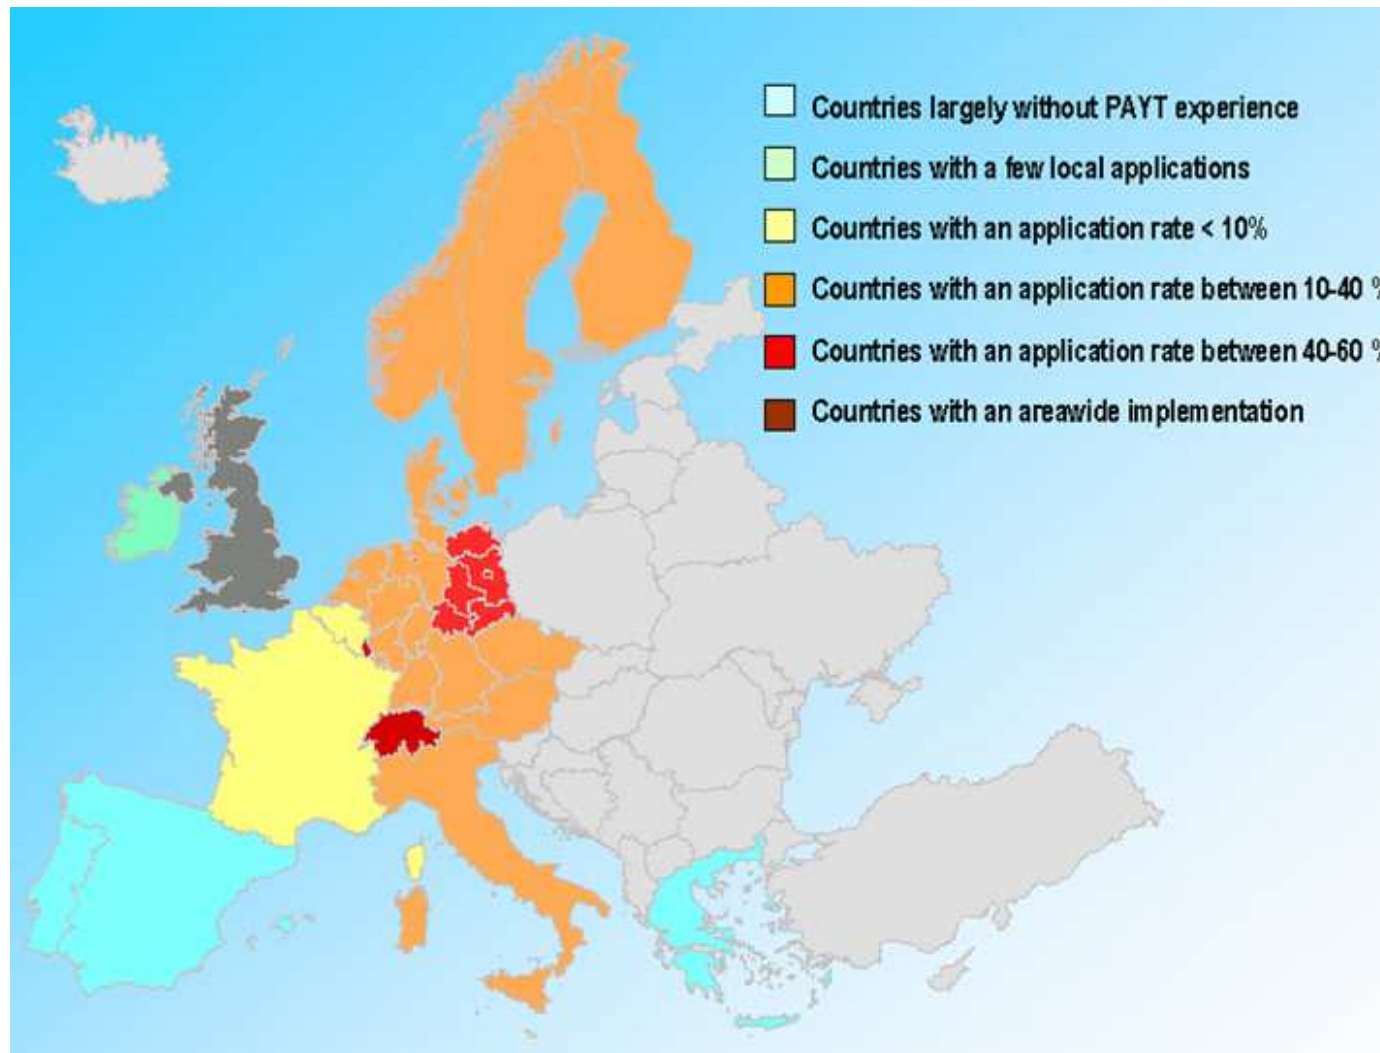 Countries largely without PAYT experience
Countries with a few local applications
Countries with an application rate < 10%
Countries with an application rate between 10-40 %
Countries with an application rate between 40-60 %
Countries with an areawide implementation